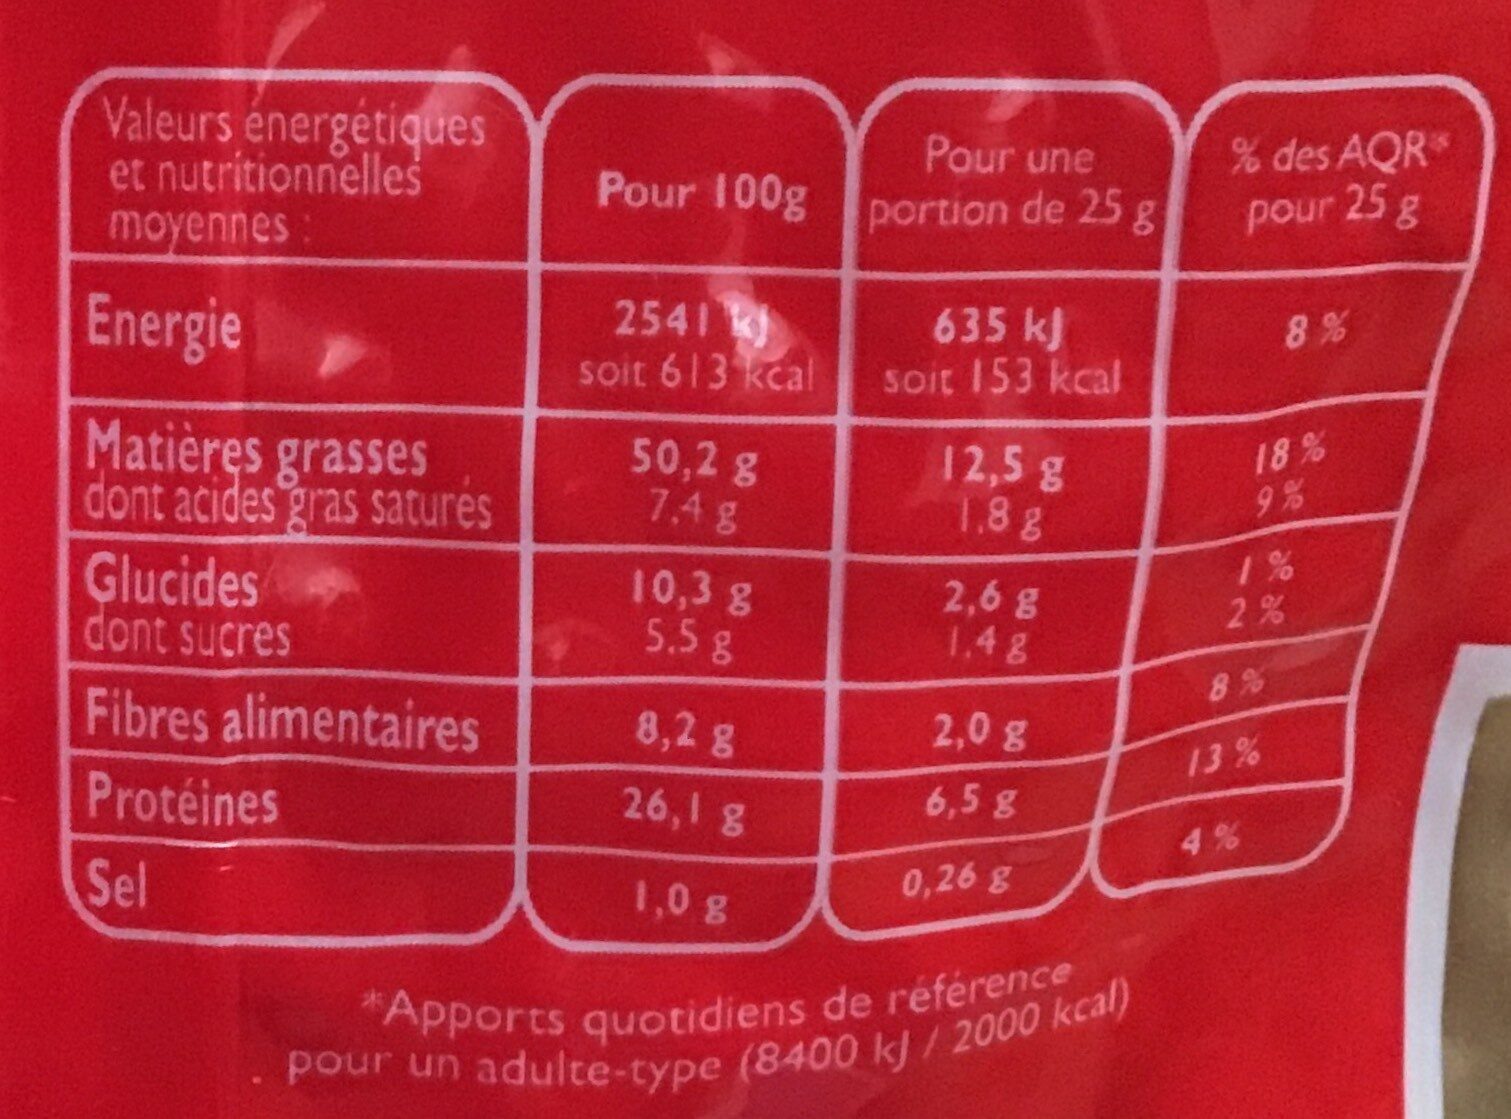 Valeurs énergétiques
et nutritionnelles
moyennes :
Pour 100g
Pour une
portion de 25 g
% des AQR*
pour 25 g
Energie
2541 kJ
soit 613 kcal
635 kJ
soit 153 kcal
8 %
Matières grasses
dont acides gras saturés
50,2 g
7,4 g
12,5 g
1,8 g
18 %
9 %
Glucides
dont sucres
10,3 g
5,5 g
2,6 g
1,4 g
1 %
2 %
Fibres alimentaires
8,2 g
2,0 g
8 %
Protéines
26,1 g
6,5 g
13 %
Sel
1,0 g
0,26 g
4 %
*Apports quotidiens de référence
pour un adulte-type (8400 kJ / 2000 kcal)